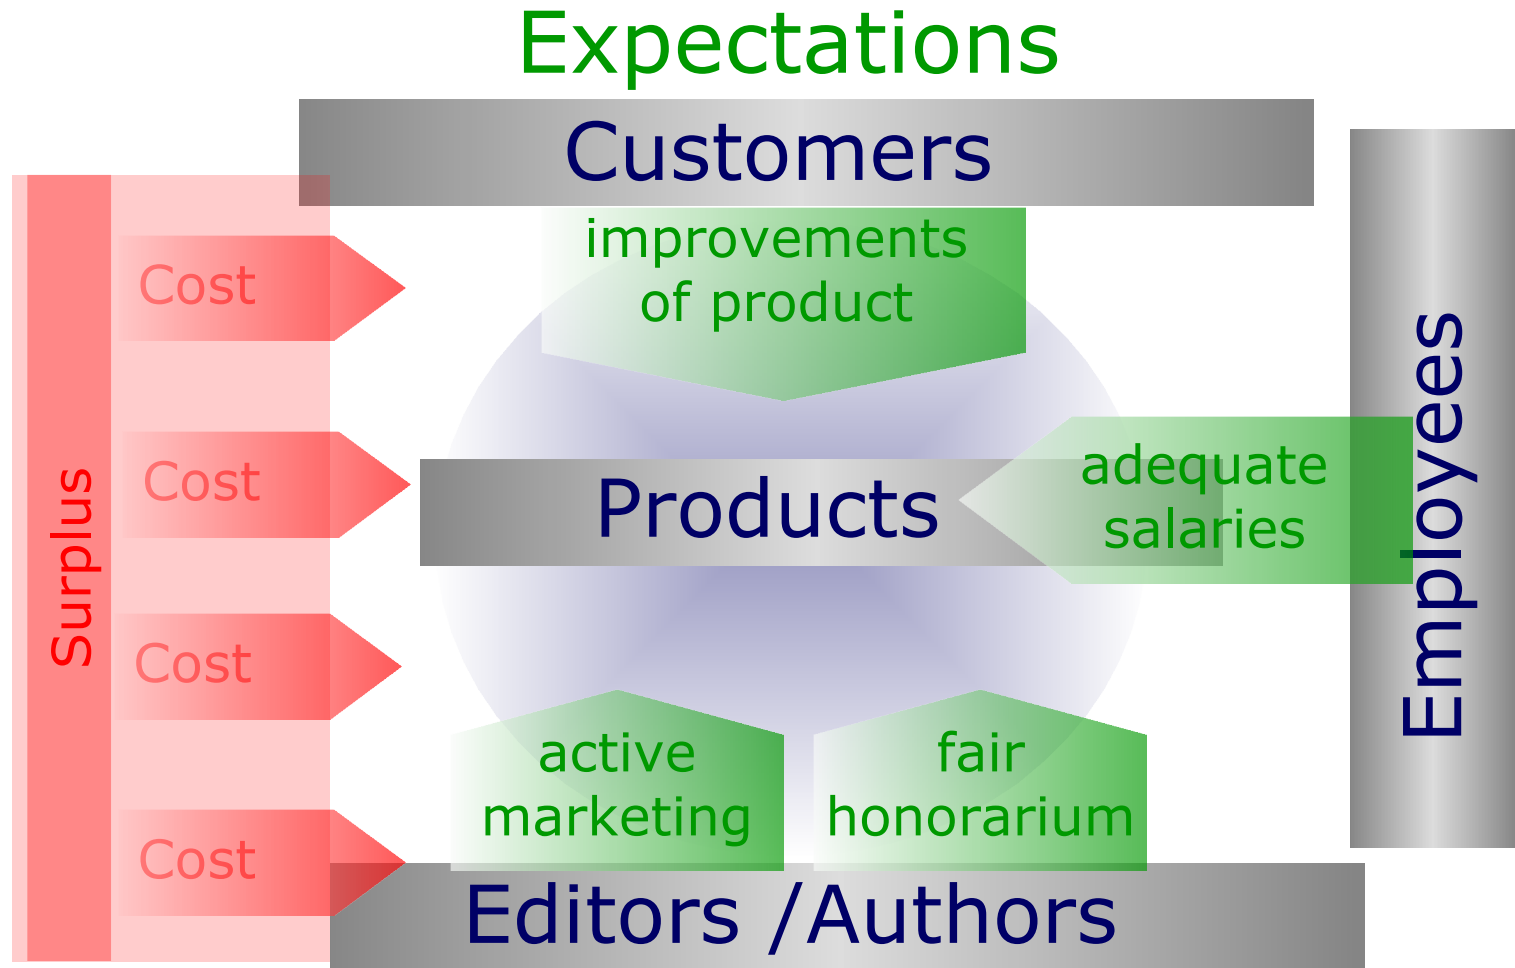 Expectations
Customers
improvements
of product
Cost
Cost
Cost
Cost
Surplus
Products
adequate
salaries
Employees
active
marketing
fair
honorarium
Editors /Authors